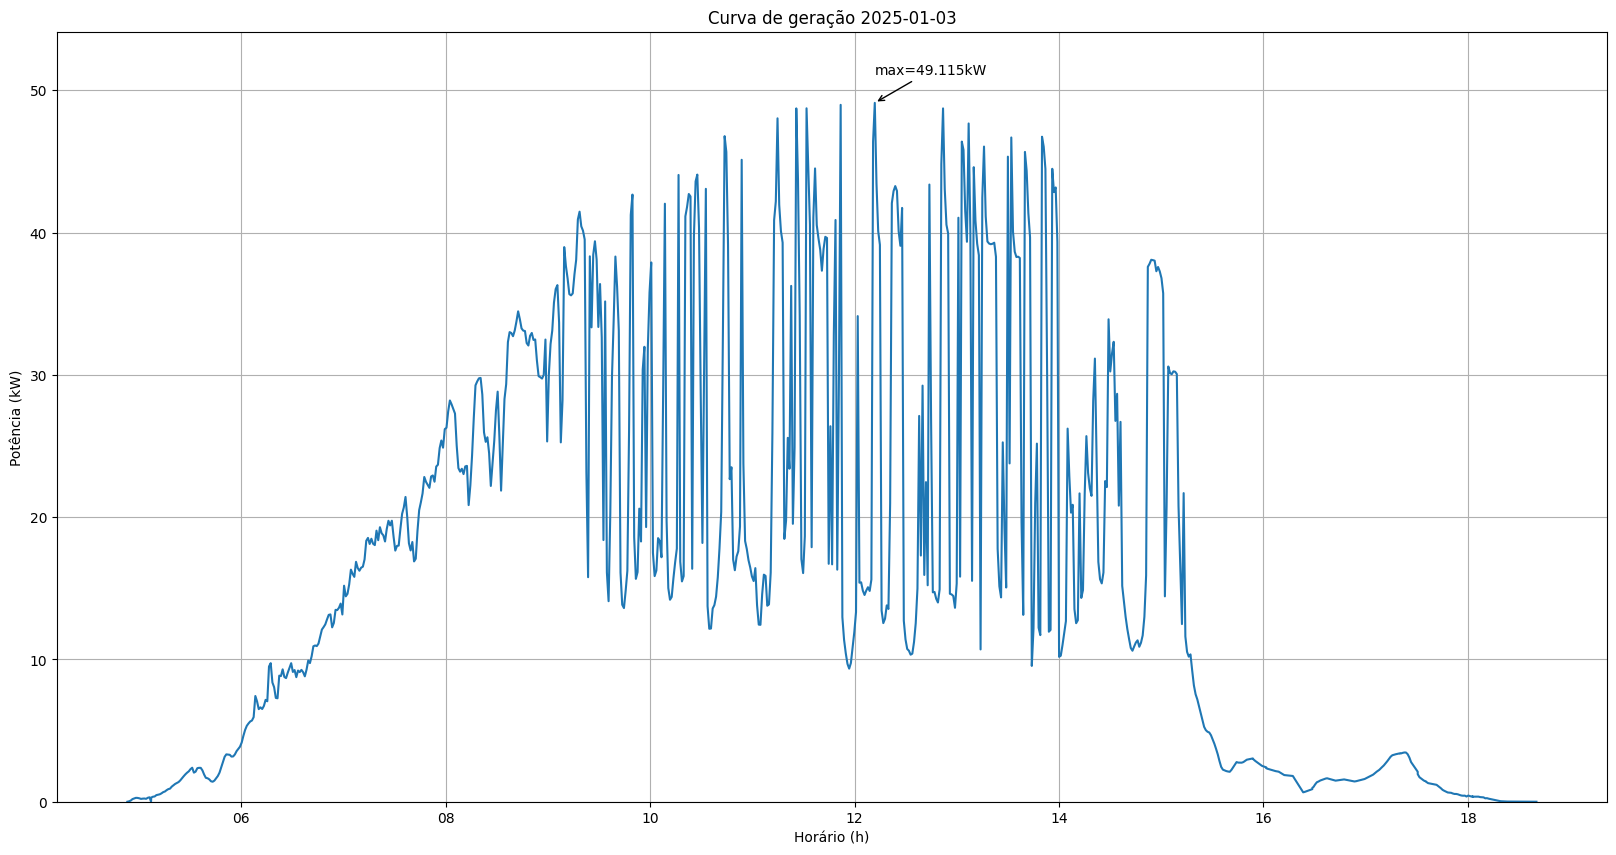 Curva de geração 2025-01-03
max=49.115kW
50
40
30
20
10
0
Potência (kW)
06 08 10 12 14 16 18
Horário (h)